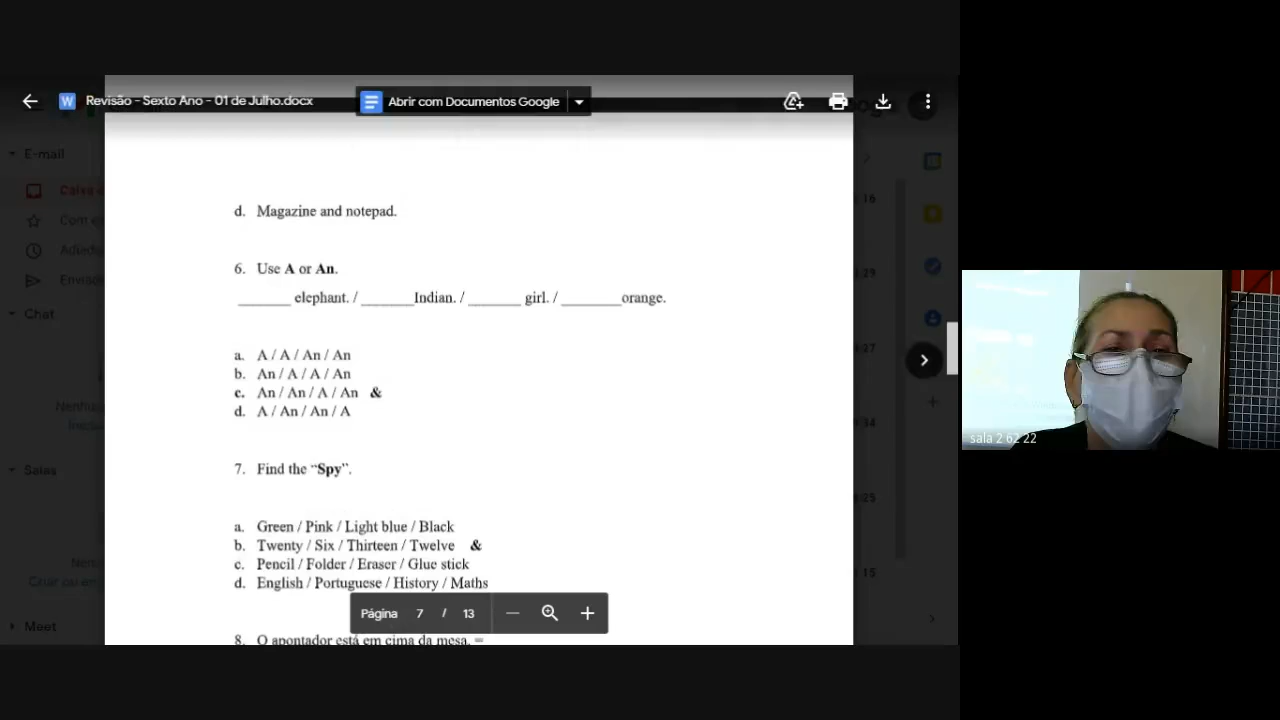 Revisão - Sexto Ano - 01 de Julho.docx
Abrir com Documentos Google
E-mail
Caixa
Chat
Salas
Meet
d. Magazine and notepad.
6. Use A or An.
_______ elephant. / _______Indian. / _______ girl. / ________orange.
a. A / A / An / An
b. An / A / A / An
c. An / An / A / An &
d. A / An / An / A
7. Find the “Spy”.
a. Green / Pink / Light blue / Black
b. Twenty / Six / Thirteen / Twelve &
c. Pencil / Folder / Eraser / Glue stick
d. English / Portuguese / History / Maths
Página 7 / 13
8. O apontador está em cima da mesa. =
sala 2 62 22